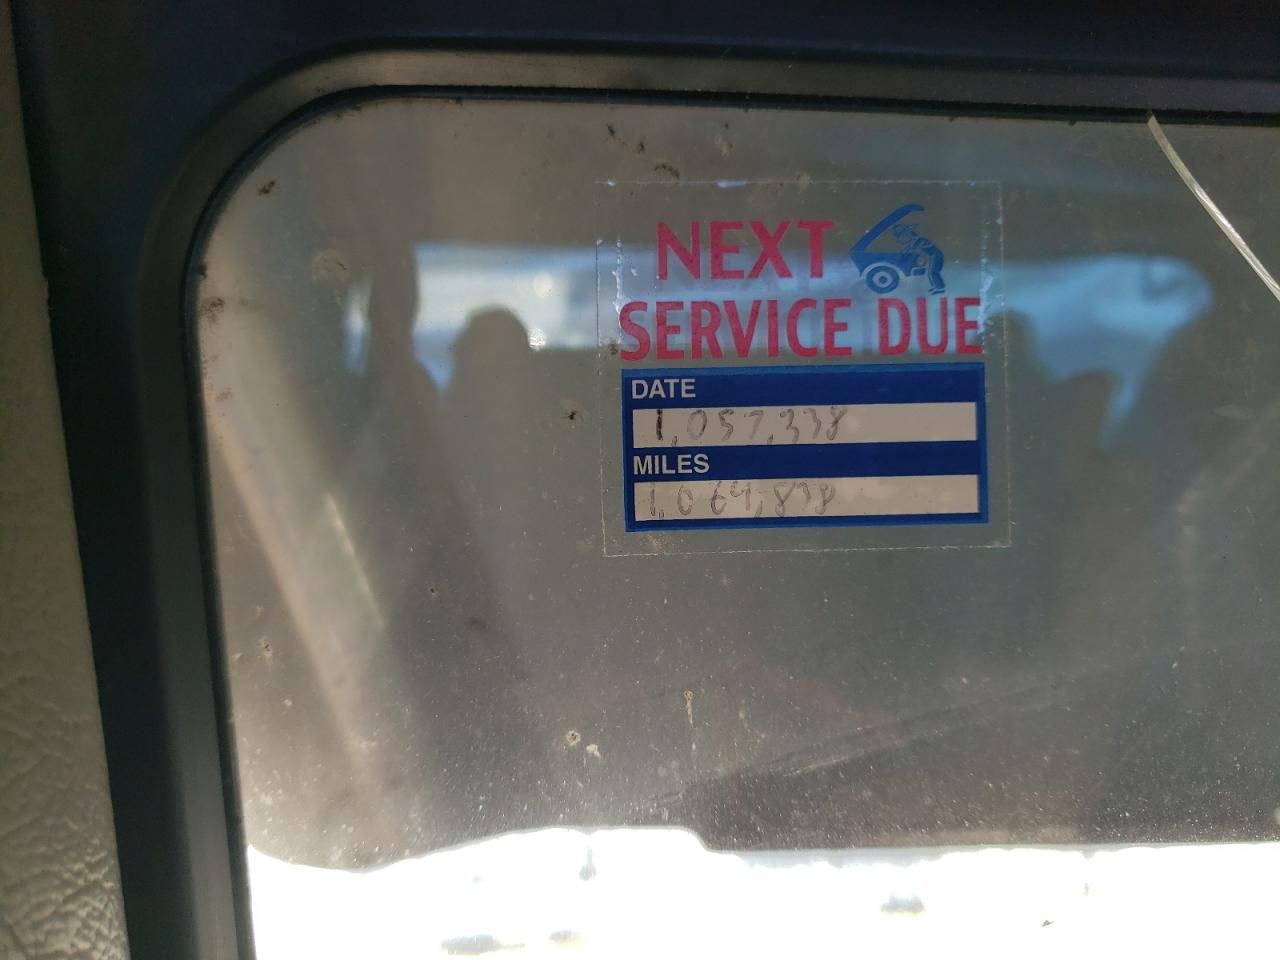 NEXT
SERVICE DUE
DATE
1,057,338
MILES
1,064,838